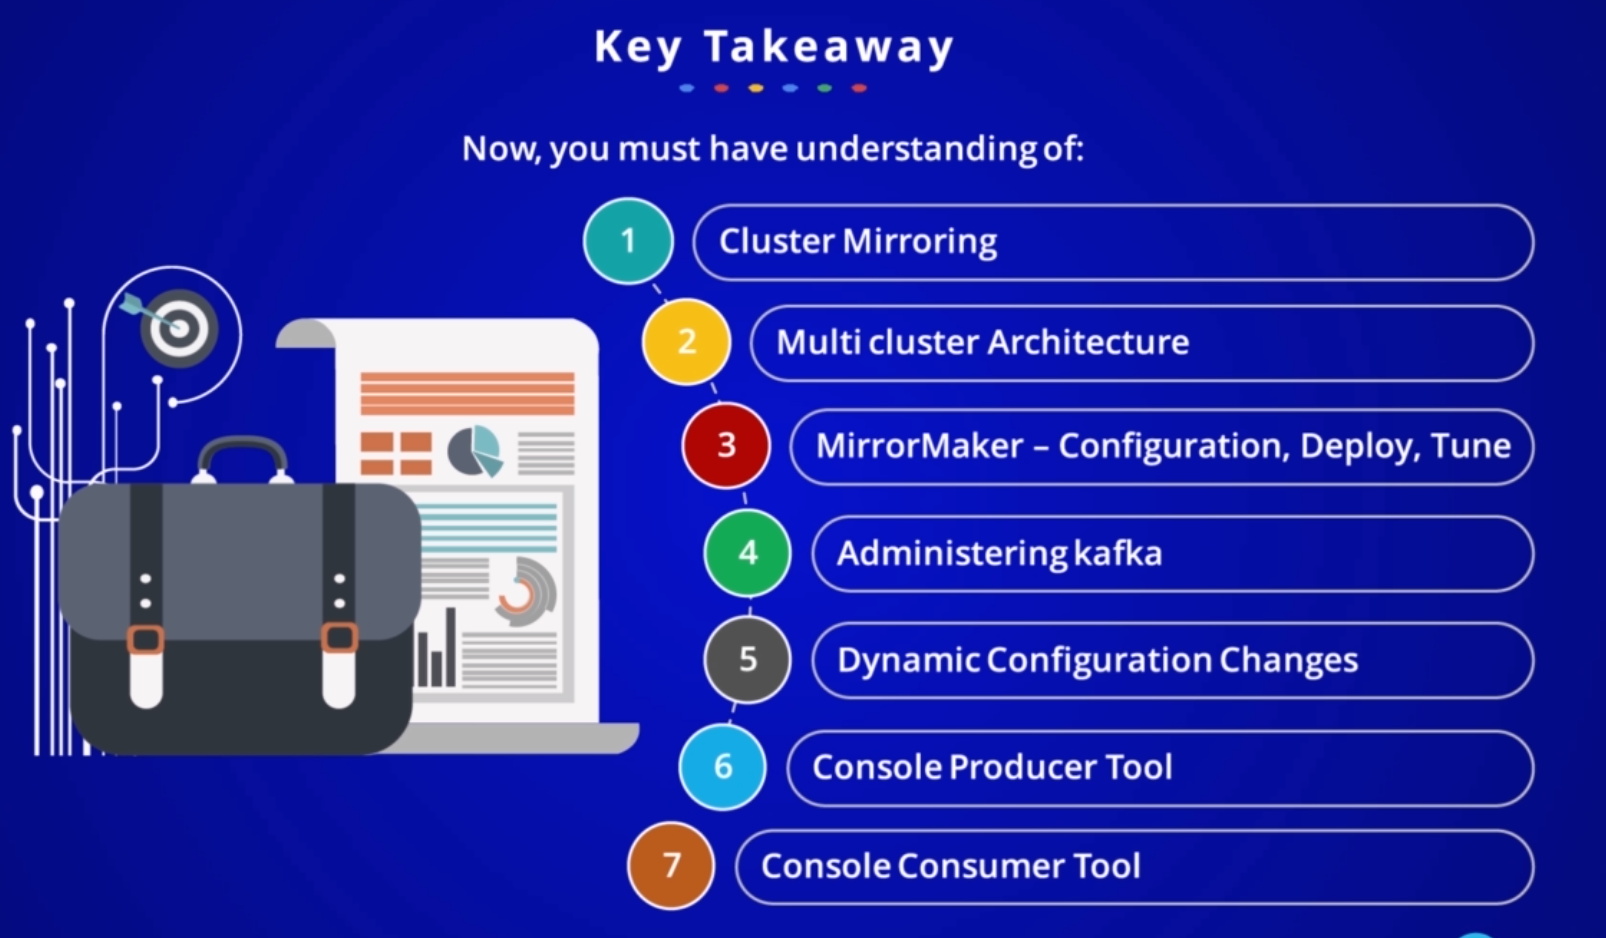 Key Takeaway
Now, you must have understanding of:
1 Cluster Mirroring
2 Multi cluster Architecture
3 MirrorMaker – Configuration, Deploy, Tune
4 Administering kafka
5 Dynamic Configuration Changes
6 Console Producer Tool
7 Console Consumer Tool